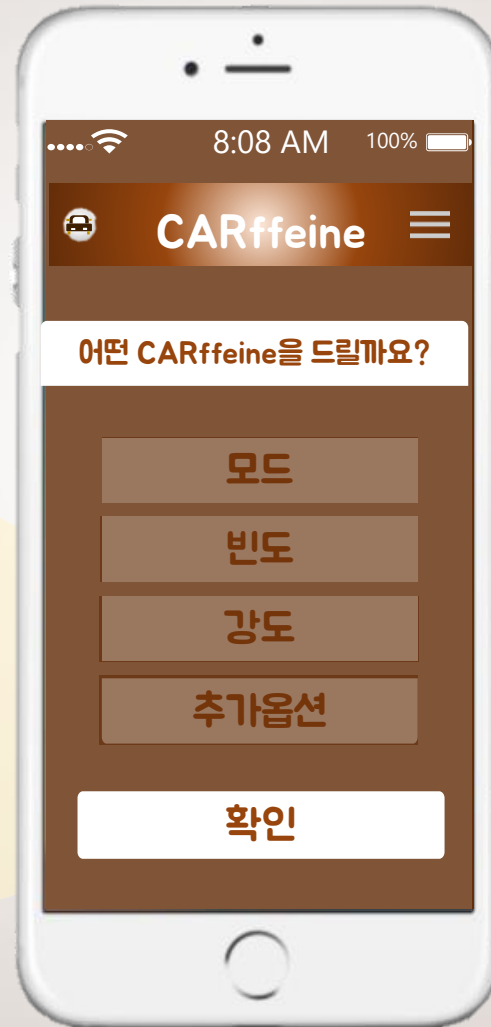 8:08 AM 100%
CARffeine
어떤 CARffeine을 드릴까요?
모드
빈도
강도
추가옵션
확인